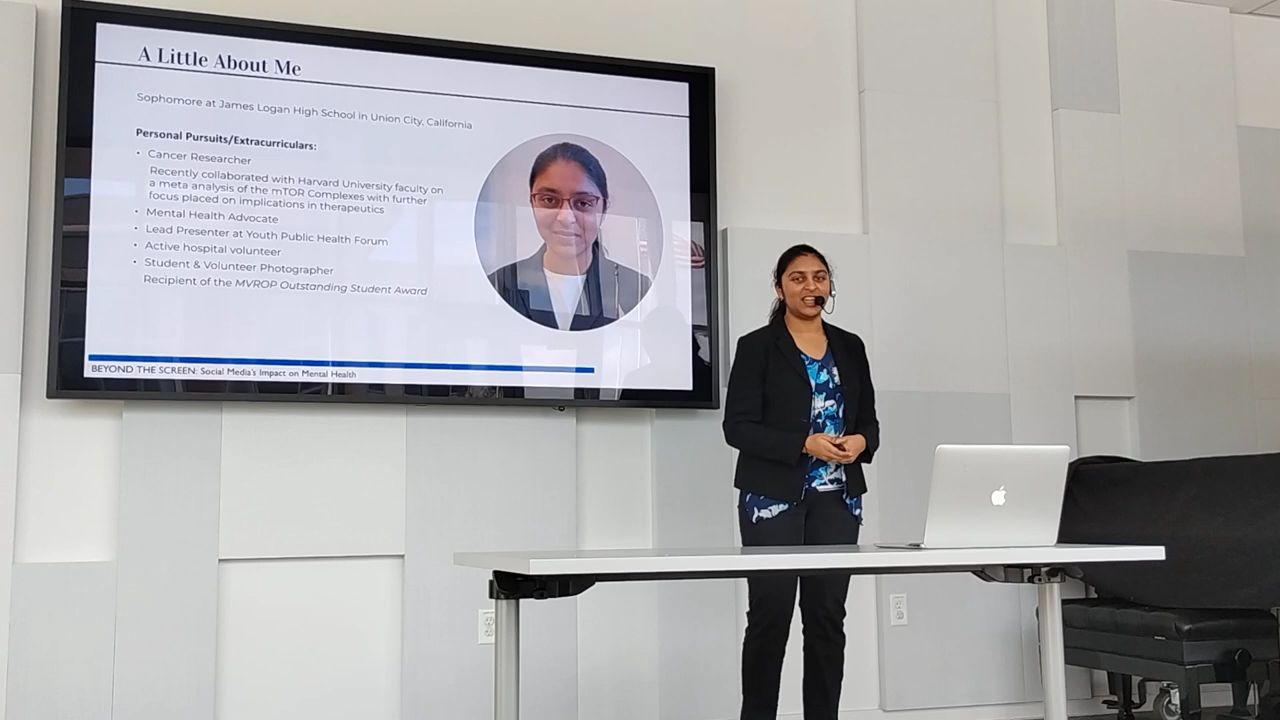 A Little About Me
Sophomore at James Logan High School in Union City, California
Personal Pursuits/Extracurriculars:
• Cancer Researcher
Recently collaborated with Harvard University faculty on
a meta analysis of the mTOR Complexes with further
focus placed on implications in therapeutics
• Mental Health Advocate
• Lead Presenter at Youth Public Health Forum
• Active hospital volunteer
• Student & Volunteer Photographer
Recipient of the MVROP Outstanding Student Award
BEYOND THE SCREEN: Social Media's Impact on Mental Health